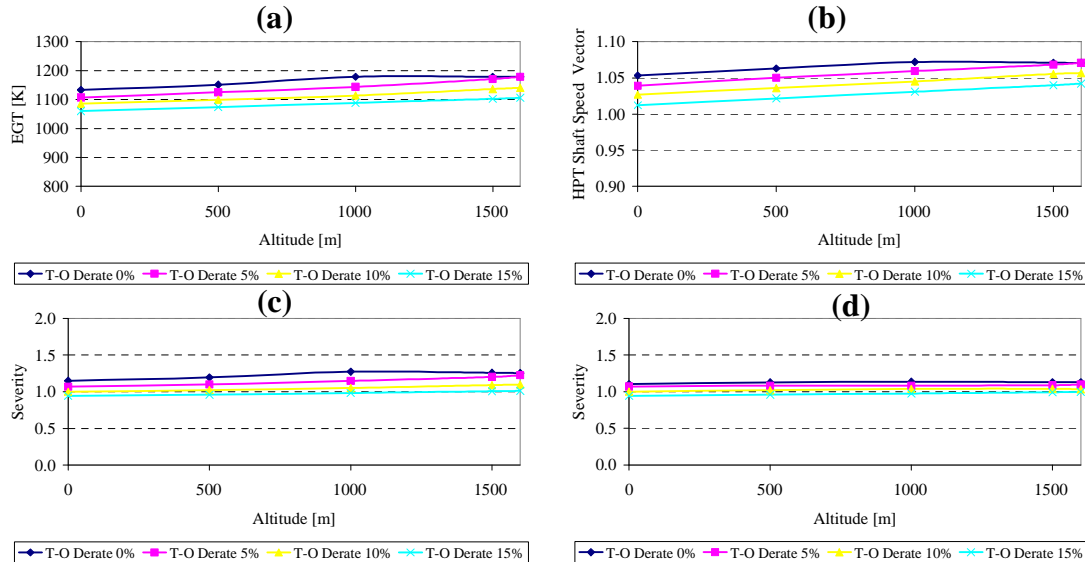 (a)
1300
1200
1100
1000
900
800
EGT [K]
0 500 1000 1500
Altitude [m]
T-O Derate 0% T-O Derate 5% T-O Derate 10% T-O Derate 15%
(b)
1.10
1.05
1.00
0.95
0.90
HPT Shaft Speed Vector
0 500 1000 1500
Altitude [m]
T-O Derate 0% T-O Derate 5% T-O Derate 10% T-O Derate 15%
(c)
2.0
1.5
1.0
0.5
0.0
Severity
0 500 1000 1500
Altitude [m]
T-O Derate 0% T-O Derate 5% T-O Derate 10% T-O Derate 15%
(d)
2.0
1.5
1.0
0.5
0.0
Severity
0 500 1000 1500
Altitude [m]
T-O Derate 0% T-O Derate 5% T-O Derate 10% T-O Derate 15%